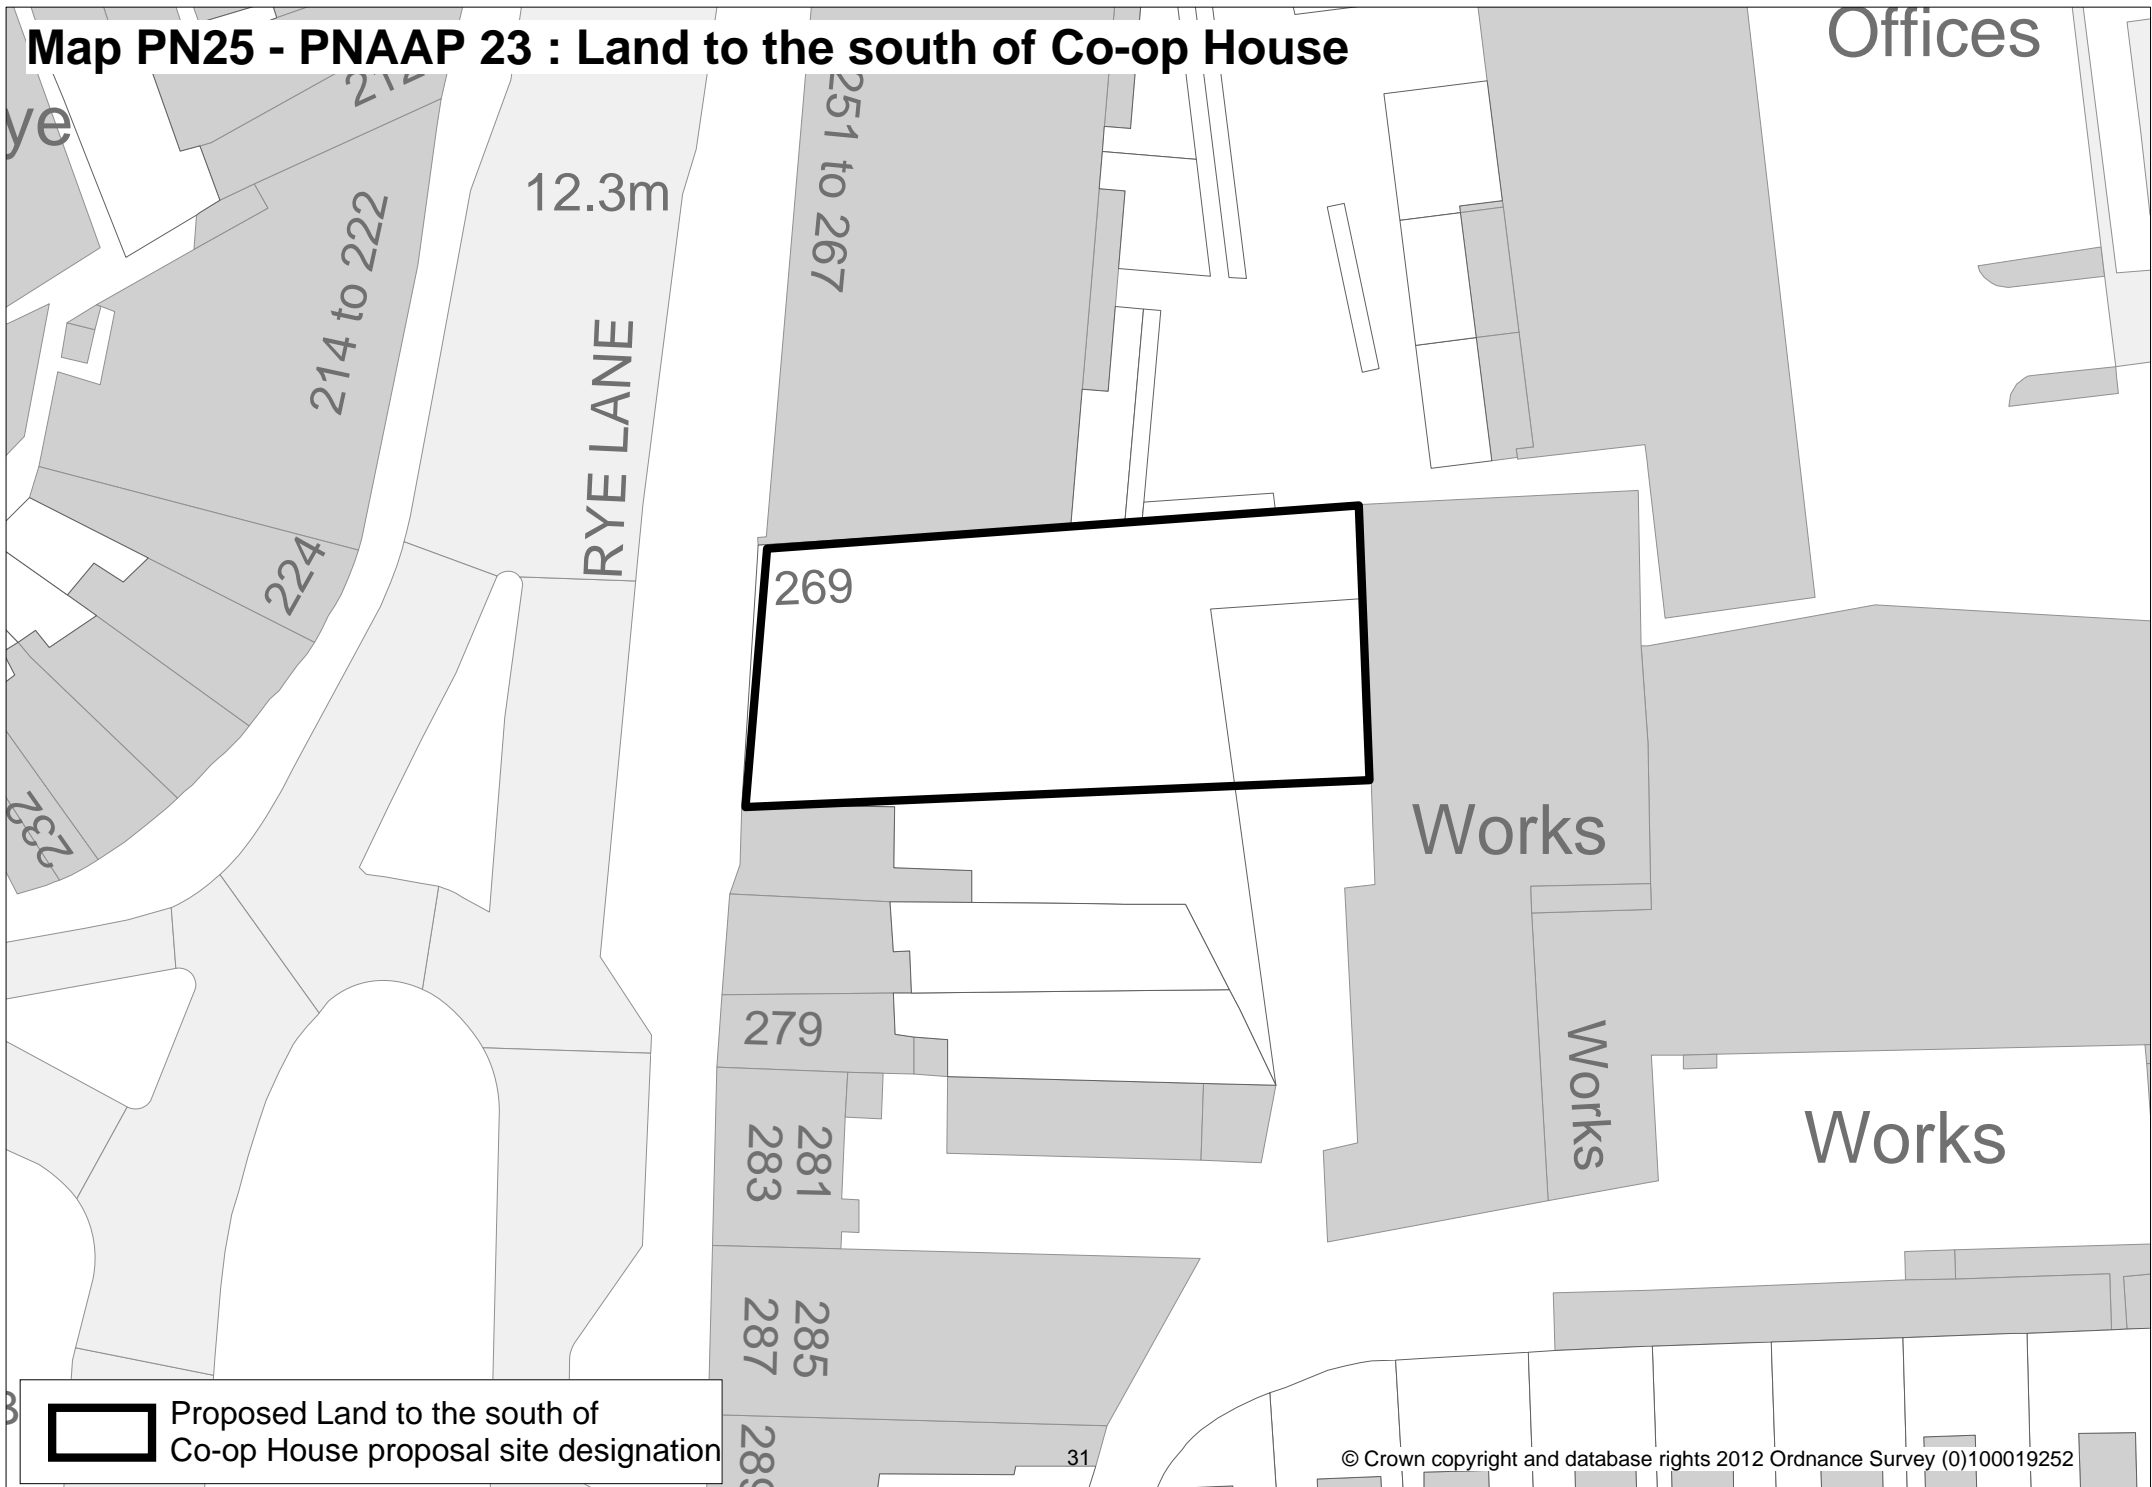 Map PN25 - PNAAP 23 : Land to the south of Co-op House
Offices
ye
12.3m
251 to 267
214 to 222
RYE LANE
224
269
232
Works
279
Works
Works
281
283
285
287
Proposed Land to the south of
Co-op House proposal site designation
31
© Crown copyright and database rights 2012 Ordnance Survey (0)100019252